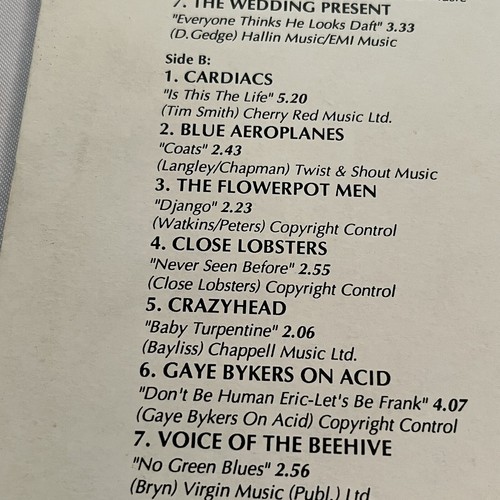 7. THE WEDDING PRESENT
"Everyone Thinks He Looks Daft" 3.33
(D.Gedge) Hallin Music/EMI Music
Side B:
1. CARDIACS
"Is This The Life" 5.20
(Tim Smith) Cherry Red Music Ltd.
2. BLUE AEROPLANES
"Coats" 2.43
(Langley/Chapman) Twist & Shout Music
3. THE FLOWERPOT MEN
"Django" 2.23
(Watkins/Peters) Copyright Control
4. CLOSE LOBSTERS
"Never Seen Before" 2.55
(Close Lobsters) Copyright Control
5. CRAZYHEAD
"Baby Turpentine" 2.06
(Bayliss) Chappell Music Ltd.
6. GAYE BYKERS ON ACID
"Don't Be Human Eric-Let's Be Frank" 4.07
(Gaye Bykers On Acid) Copyright Control
7. VOICE OF THE BEEHIVE
"No Green Blues" 2.56
(Bryn) Virgin Music (Publ.) Ltd